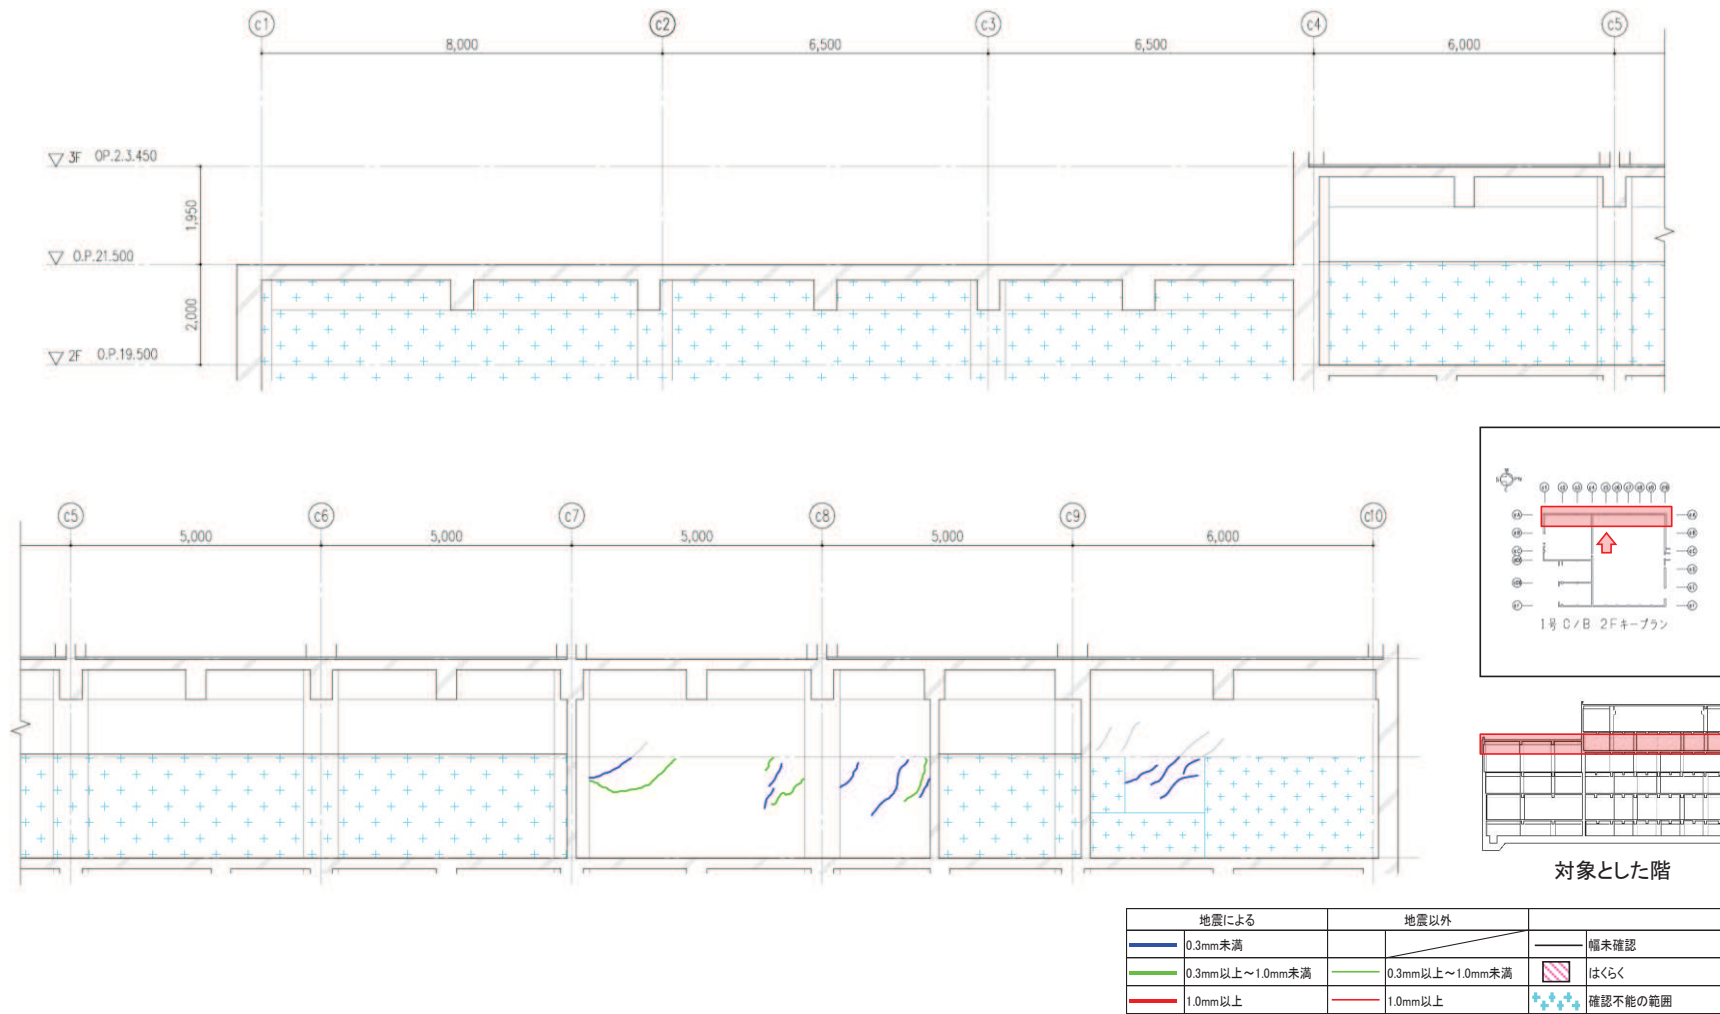 c1 c2 c3 c4 c5
8,000 6,500 6,500 6,000
3F OP.2.3.450
1,950
O.P.21.500
2,000
2F O.P.19.500
c5 c6 c7 c8 c9 c10
5,000 5,000 5,000 5,000 6,000
1号 C/B 2Fキープラン
対象とした階
地震による 地震以外
0.3mm未満 幅未確認
0.3mm以上～1.0mm未満 0.3mm以上～1.0mm未満 はくらく
1.0mm以上 1.0mm以上 確認不能の範囲